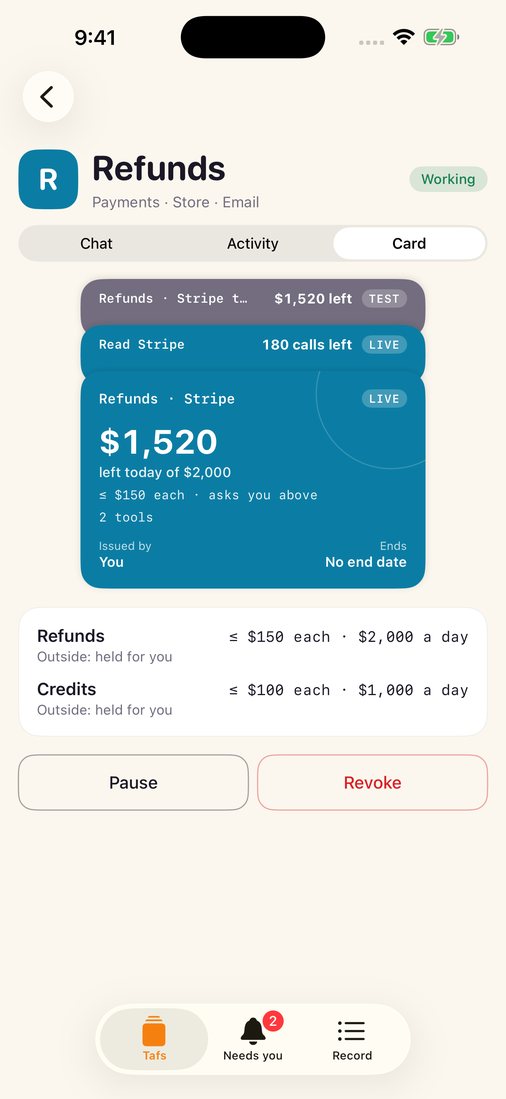 9:41
R
Refunds
Payments · Store · Email
Working
Chat Activity Card
Refunds · Stripe t… $1,520 left TEST
Read Stripe 180 calls left LIVE
Refunds · Stripe LIVE
$1,520
left today of $2,000
≤ $150 each · asks you above
2 tools
Issued by Ends
You No end date
Refunds ≤ $150 each · $2,000 a day
Outside: held for you
Credits ≤ $100 each · $1,000 a day
Outside: held for you
Pause Revoke
2
Tafs Needs you Record